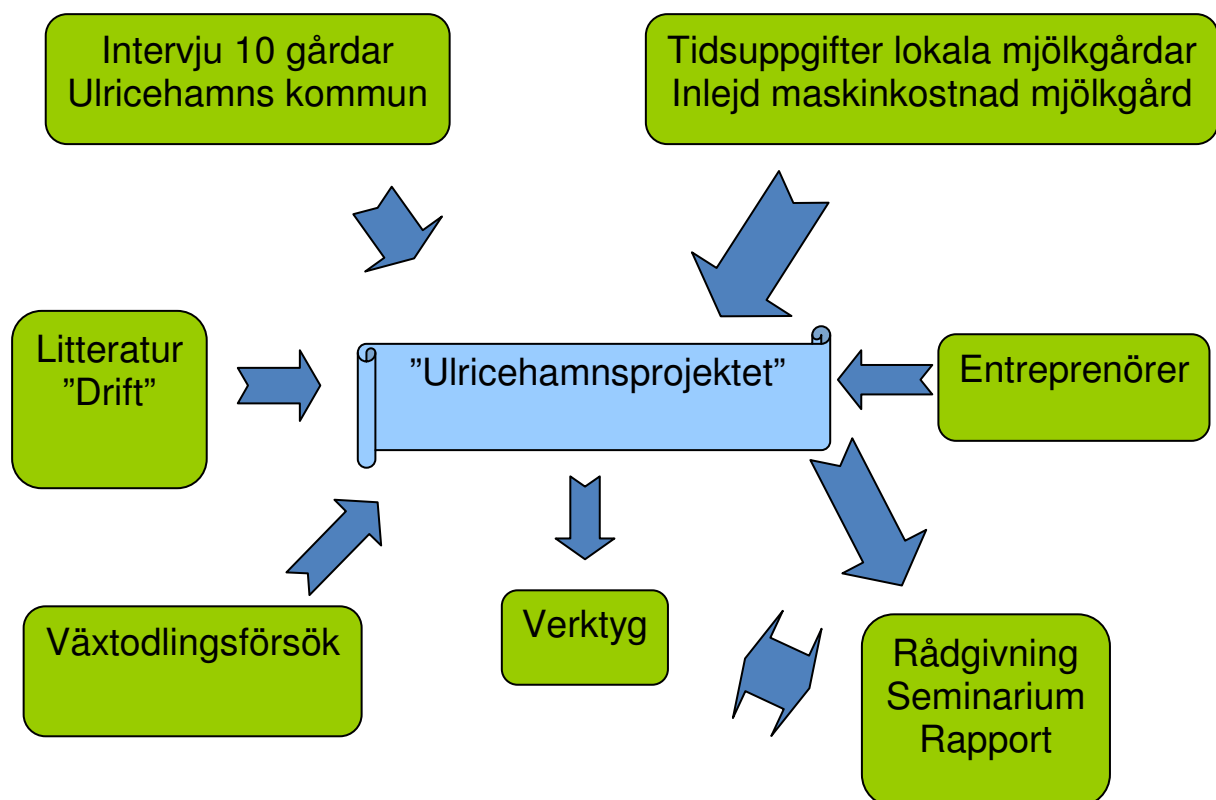 Intervju 10 gårdar
Ulricehamns kommun
Tidsuppgifter lokala mjölkgårdar
Inlejd maskinkostnad mjölkgård
Litteratur
”Drift”
”Ulricehamnsprojektet”
Entreprenörer
Växtodlingsförsök
Verktyg
Rådgivning
Seminarium
Rapport